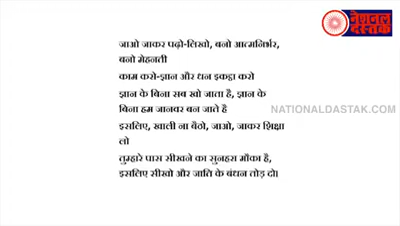 नेशनल
दस्तक
जाओ जाकर पढ़ो-लिखो, बनो आत्मनिर्भर,
बनो मेहनती
काम करो-ज्ञान और धन इकट्ठा करो
ज्ञान के बिना सब खो जाता है, ज्ञान के
बिना हम जानवर बन जाते है
NATIONALDASTAK.COM
इसलिए, खाली ना बैठो, जाओ, जाकर शिक्षा
लो
तुम्हारे पास सीखने का सुनहरा मौका है,
इसलिए सीखो और जाति के बंधन तोड़ दो।